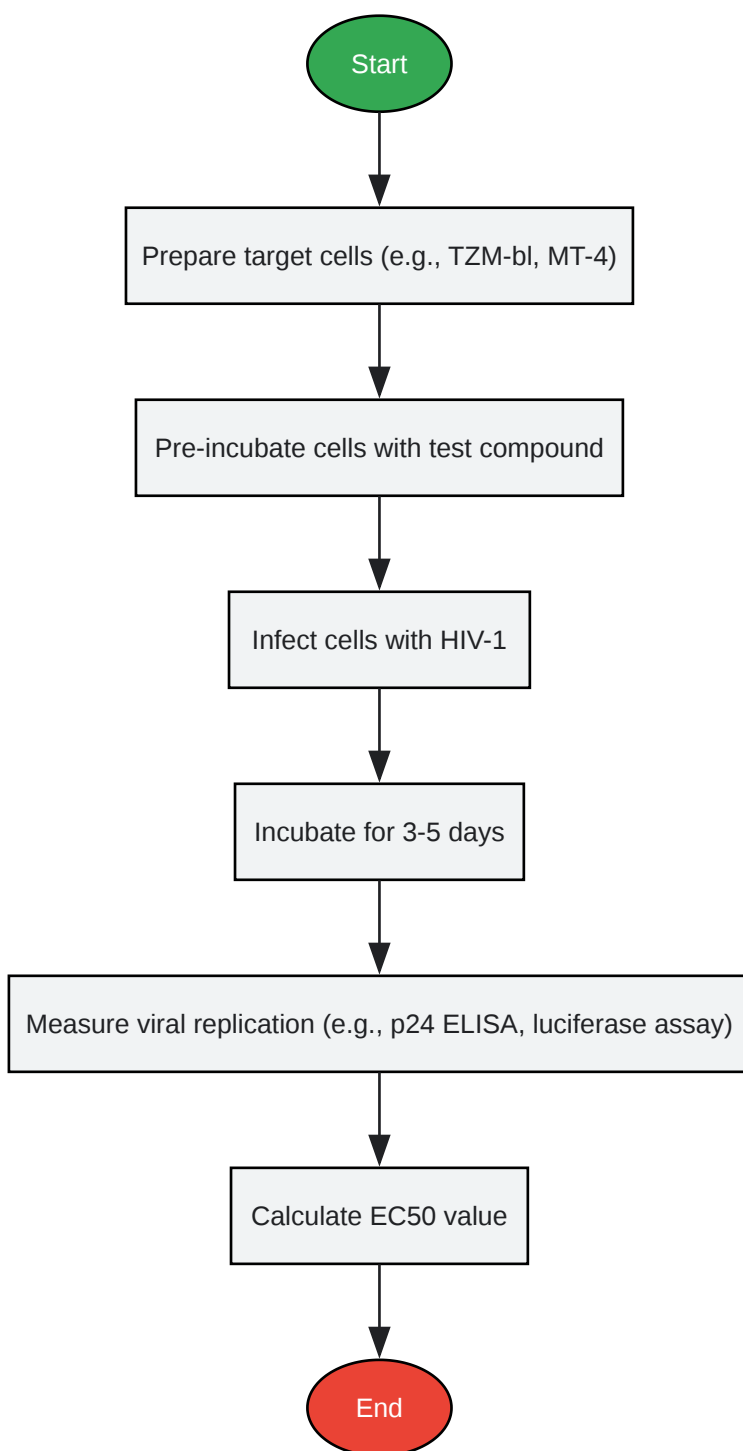 Start
Prepare target cells (e.g., TZM-bl, MT-4)
Pre-incubate cells with test compound
Infect cells with HIV-1
Incubate for 3-5 days
Measure viral replication (e.g., p24 ELISA, luciferase assay)
Calculate EC50 value
End